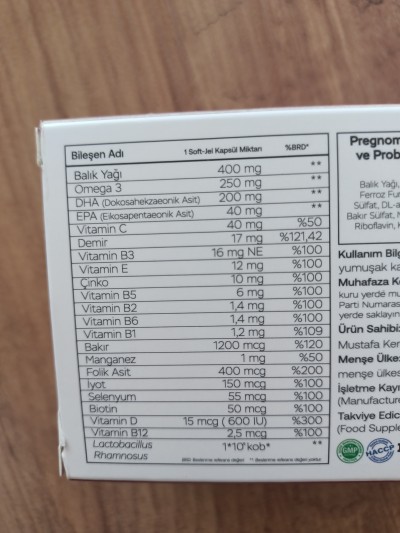 Bileşen Adı 1 Soft-Jel Kapsül Miktarı %BRD*
Balık Yağı 400 mg **
Omega 3 250 mg **
DHA (Dokosahekzaeonik Asit) 200 mg **
EPA (Eikosapentaeonik Asit) 40 mg **
Vitamin C 40 mg %50
Demir 17 mg %121,42
Vitamin B3 16 mg NE %100
Vitamin E 12 mg %100
Çinko 10 mg %100
Vitamin B5 6 mg %100
Vitamin B2 1,4 mg %100
Vitamin B6 1,4 mg %100
Vitamin B1 1,2 mg %109
Bakır 1200 mcg %120
Manganez 1 mg %50
Folik Asit 400 mcg %200
İyot 150 mcg %100
Selenyum 55 mcg %100
Biotin 50 mcg %100
Vitamin D 15 mcg ( 600 IU) %300
Vitamin B12 2,5 mcg %100
Lactobacillus kob* **
Rhamnosus
Pregnom
ve Prob
Balık Yağı,
Ferroz Fu
Sülfat, DL-a
Bakır Sülfat,
Riboflavin,
Kullanım Bilg
yumuşak ka
Muhafaza K
kuru yerde mu
Parti Numaras
yerde saklayın
Ürün Sahibi
Mustafa Ker
Menşe Ülke
menşe ülkes
İşletme Kay
(Manufacture
Takviye Edic
(Food Supple
GMP HACCP